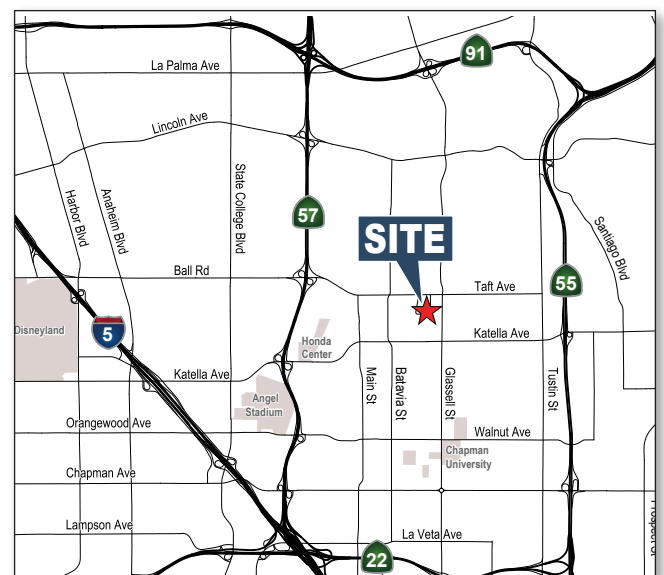 91
La Palma Ave
Lincoln Ave
Harbor Blvd
Anaheim Blvd
State College Blvd
57
SITE
Santiago Blvd
Ball Rd
Taft Ave
55
Disneyland
5
Honda
Center
Katella Ave
Katella Ave
Main St
Batavia St
Glassell St
Tustin St
Angel
Stadium
Orangewood Ave
Walnut Ave
Chapman
University
Chapman Ave
Lampson Ave
La Veta Ave
22